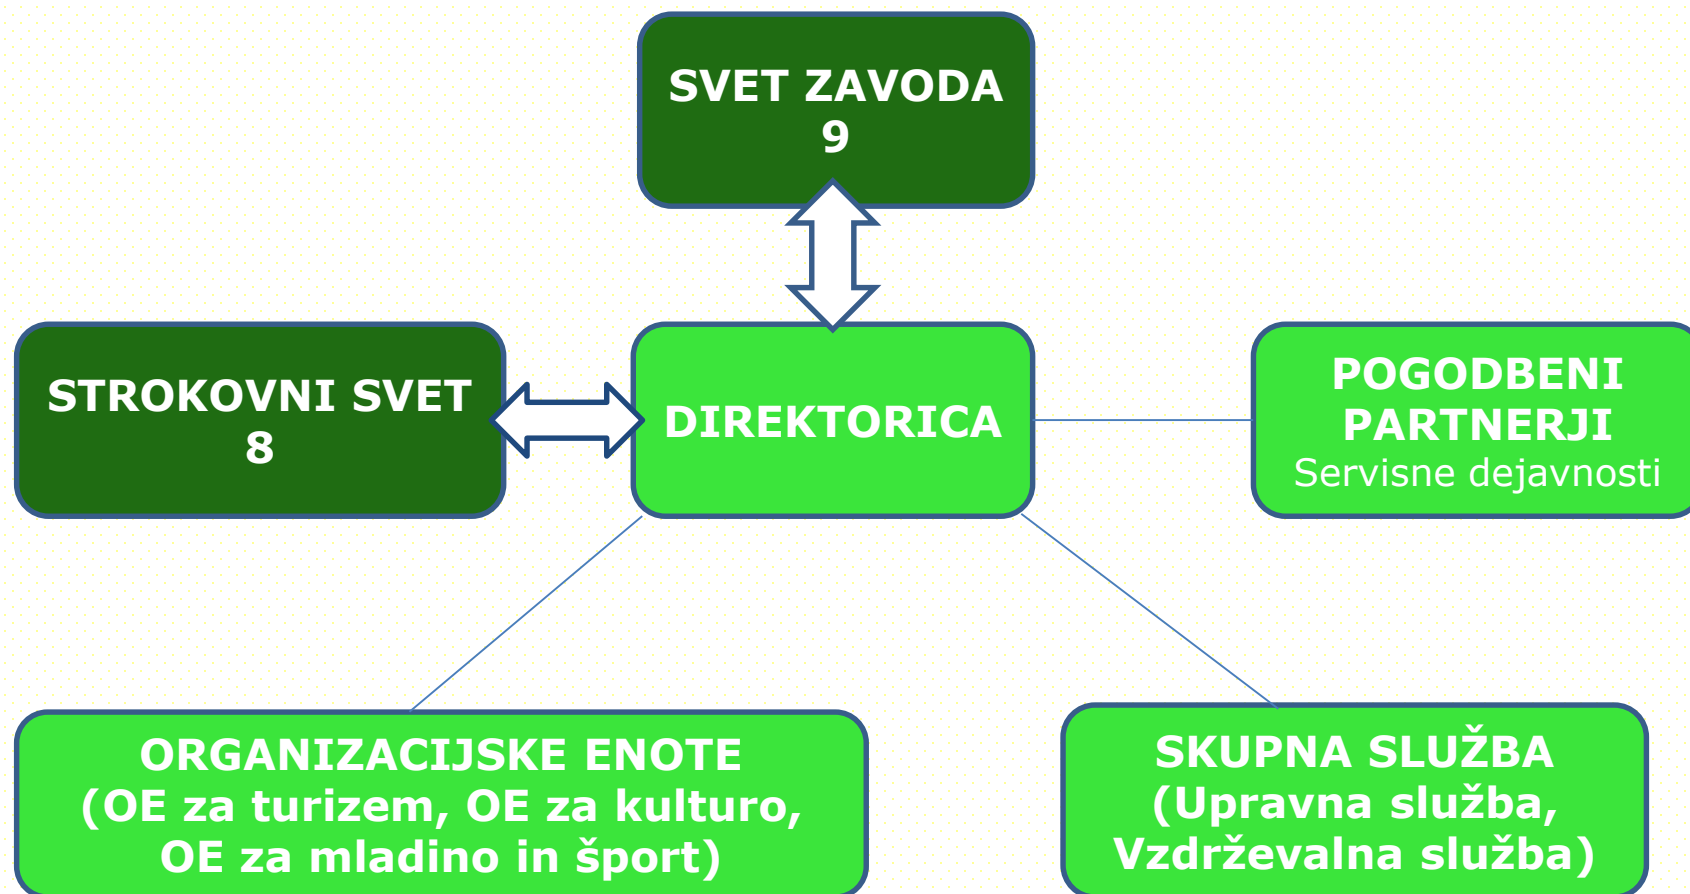 SVET ZAVODA
9
STROKOVNI SVET
8
DIREKTORICA
POGODBENI
PARTNERJI
Servisne dejavnosti
ORGANIZACIJSKE ENOTE
(OE za turizem, OE za kulturo,
OE za mladino in šport)
SKUPNA SLUŽBA
(Upravna služba,
Vzdrževalna služba)